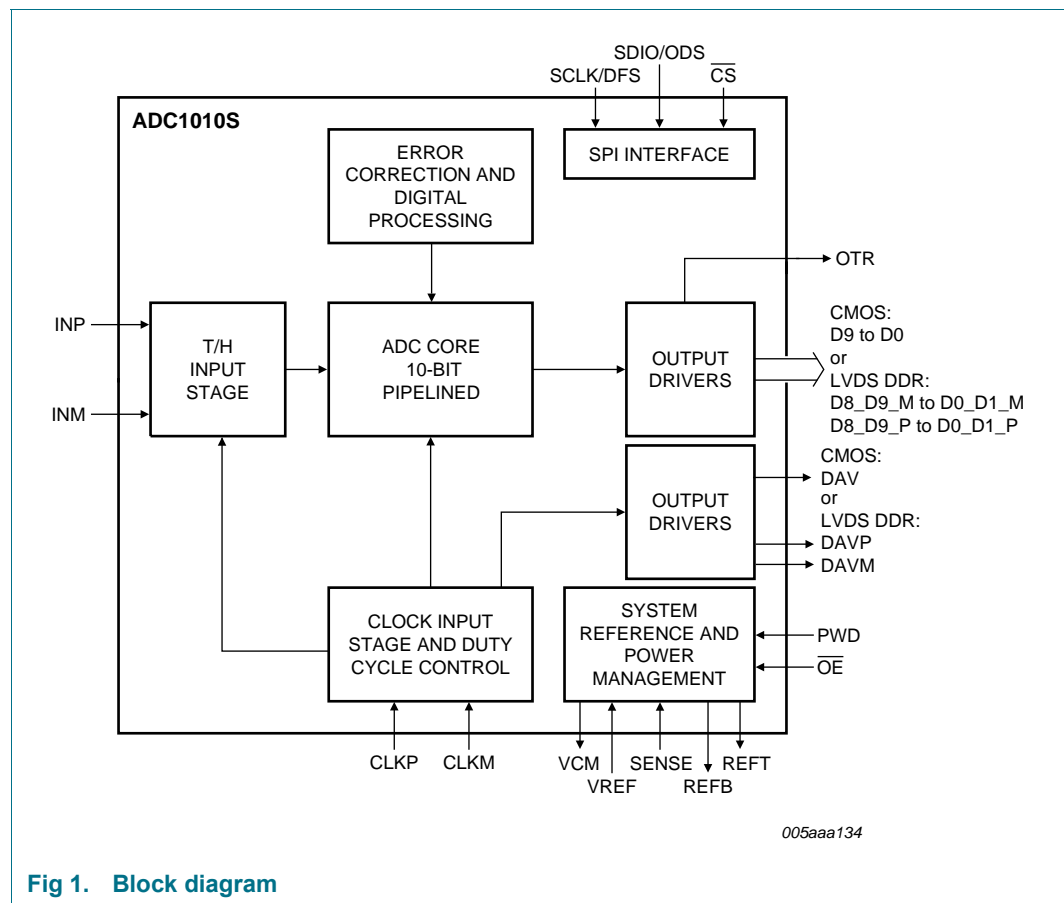 SDIO/ODS
SCLK/DFS
C̅S̅
ADC1010S
ERROR
CORRECTION AND
DIGITAL
PROCESSING
SPI INTERFACE
OTR
INP
INM
T/H
INPUT
STAGE
ADC CORE
10-BIT
PIPELINED
OUTPUT
DRIVERS
CMOS:
D9 to D0
or
LVDS DDR:
D8_D9_M to D0_D1_M
D8_D9_P to D0_D1_P
OUTPUT
DRIVERS
CMOS:
DAV
or
LVDS DDR:
DAVP
DAVM
CLOCK INPUT
STAGE AND DUTY
CYCLE CONTROL
SYSTEM
REFERENCE AND
POWER
MANAGEMENT
PWD
O̅E̅
CLKP
CLKM
VCM
VREF
SENSE
REFB
REFT
005aaa134
Fig 1. Block diagram